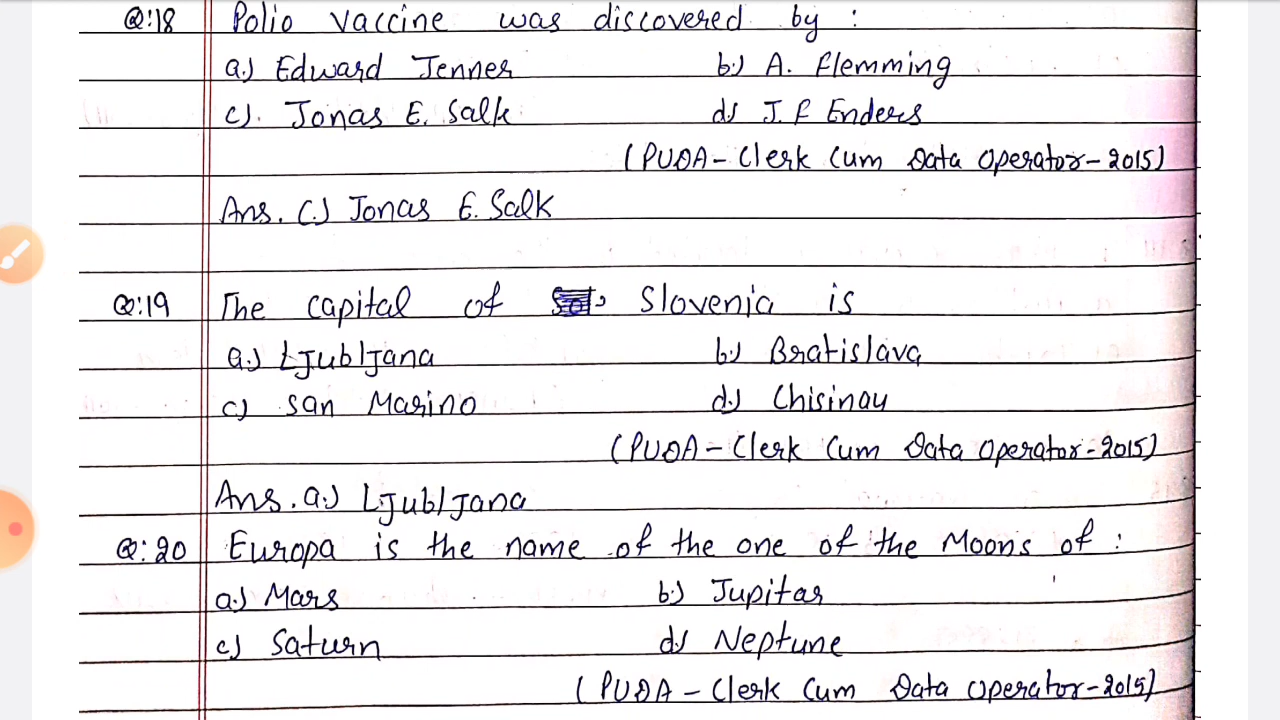 Q:18 Polio vaccine was discovered by :
a.) Edward Jenner b.) A. Flemming
c). Jonas E. Salk d) J. F Enders
(PUDA - Clerk Cum Data Operator - 2015)
Ans. C.) Jonas E. Salk
Q:19 The capital of Slovenia is
a.) Ljubljana b.) Bratislava
c) San Marino d.) Chisinau
(PUDA - Clerk Cum Data Operator - 2015)
Ans. a.) Ljubljana
Q:20 Europa is the name of the one of the Moons of :
a.) Mars b.) Jupitar
c) Saturn d) Neptune
(PUDA - Clerk Cum Data Operator - 2015)